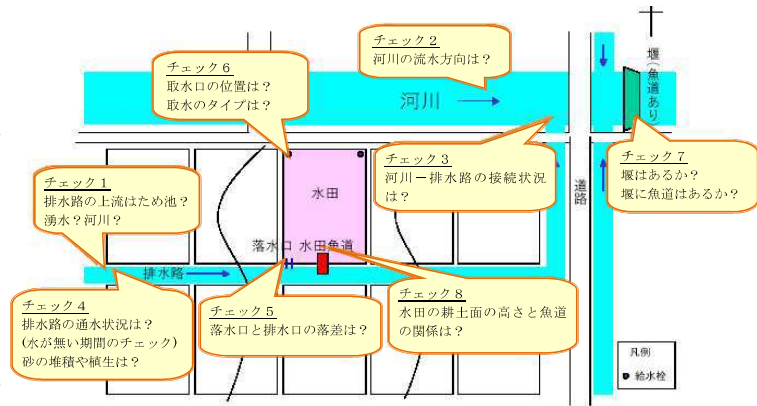 チェック2
河川の流水方向は?
チェック6
取水口の位置は?
取水のタイプは?
河川
堰(魚道あり)
チェック3
河川-排水路の接続状況
は?
チェック7
堰はあるか?
堰に魚道はあるか?
チェック1
排水路の上流はため池?
湧水?河川?
水田
道路
落水口 水田魚道
排水路
チェック4
排水路の通水状況は?
(水が無い期間のチェック)
砂の堆積や植生は?
チェック5
落水口と排水口の落差は?
チェック8
水田の耕土面の高さと魚道
の関係は?
凡例
給水栓